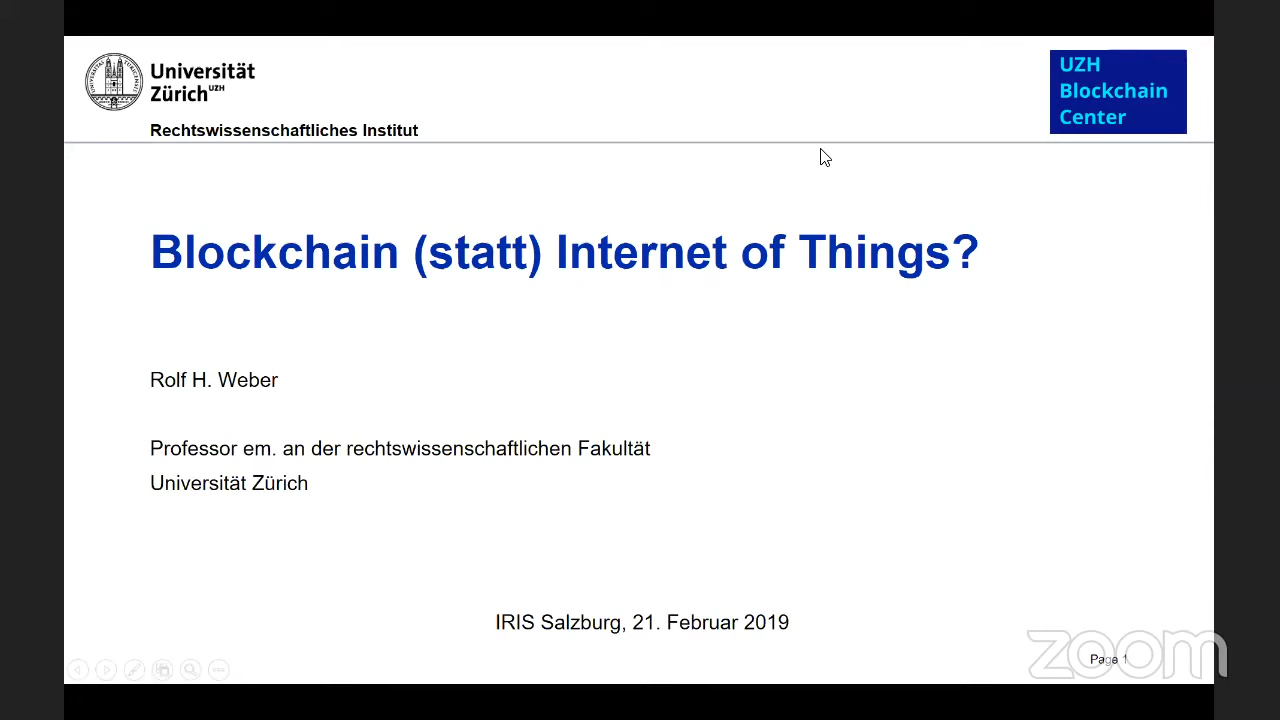 Universität
Zürich UZH
Rechtswissenschaftliches Institut
UZH
Blockchain
Center
Blockchain (statt) Internet of Things?
Rolf H. Weber
Professor em. an der rechtswissenschaftlichen Fakultät
Universität Zürich
IRIS Salzburg, 21. Februar 2019
Page 1
zoom